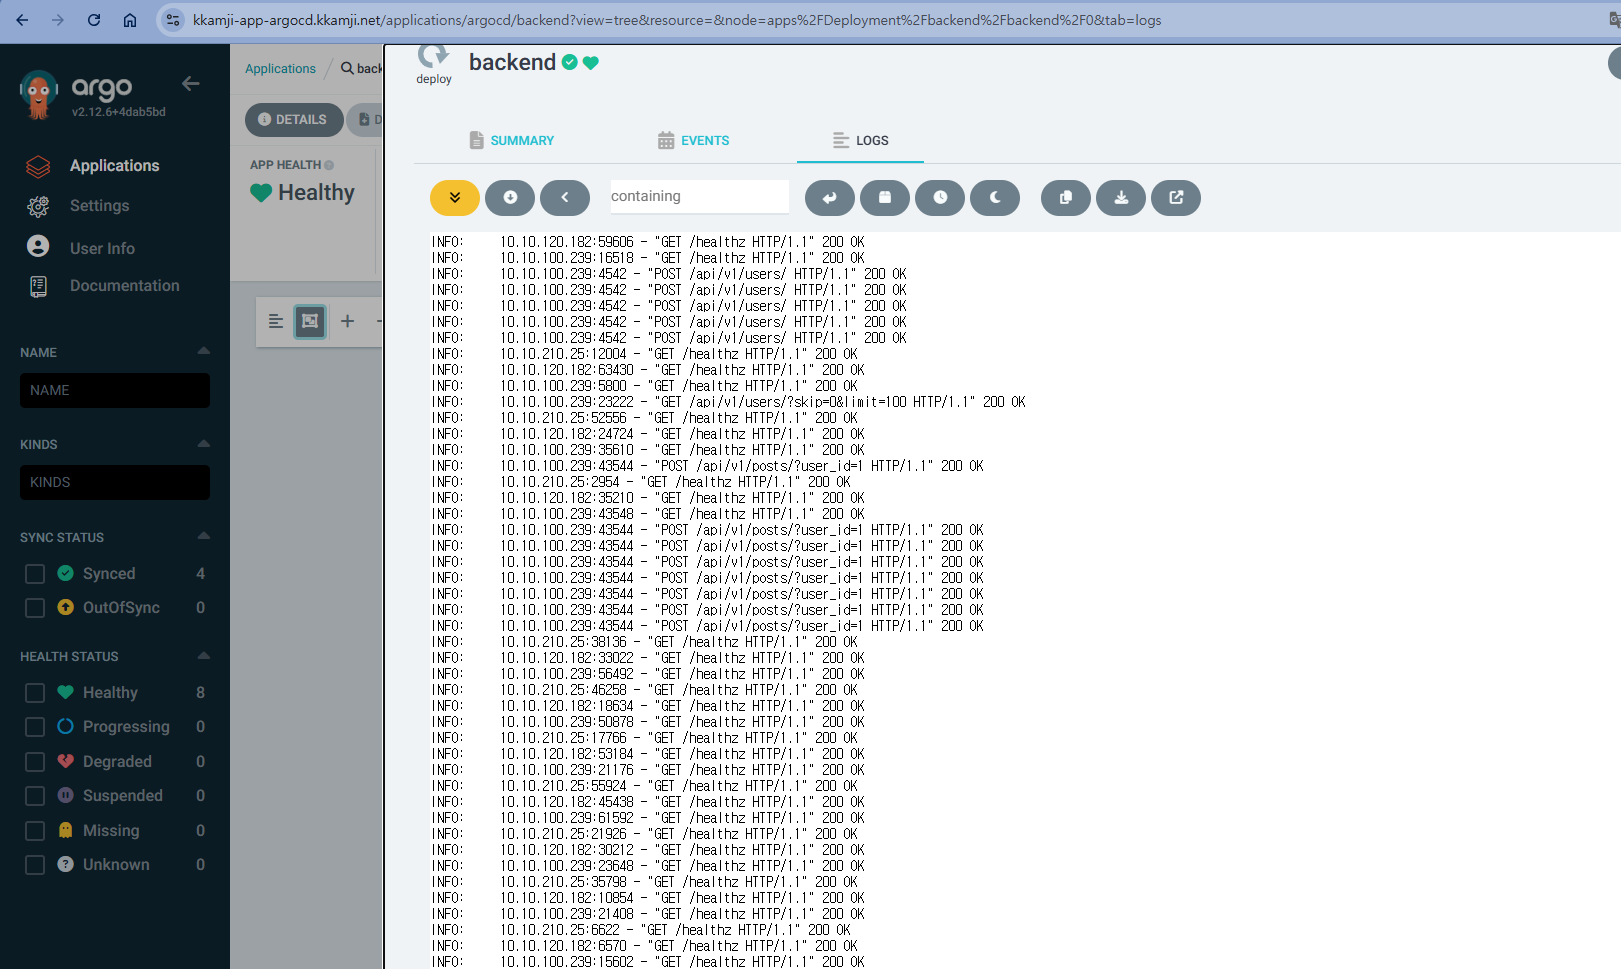 kkamji-app-argocd.kkamji.net/applications/argocd/backend?view=tree&resource=&node=apps%2FDeployment%2Fbackend%2Fbackend%2F0&tab=logs
argo
v2.12.6+4dab5bd
Applications
Settings
User Info
Documentation
NAME
NAME
KINDS
KINDS
SYNC STATUS
Synced 4
OutOfSync 0
HEALTH STATUS
Healthy 8
Progressing 0
Degraded 0
Suspended 0
Missing 0
Unknown 0
Applications / back
DETAILS D
APP HEALTH
Healthy
deploy
backend
SUMMARY EVENTS LOGS
containing
INFO: 10.10.120.182:59606 - "GET /healthz HTTP/1.1" 200 OK
INFO: 10.10.100.239:16518 - "GET /healthz HTTP/1.1" 200 OK
INFO: 10.10.100.239:4542 - "POST /api/v1/users/ HTTP/1.1" 200 OK
INFO: 10.10.100.239:4542 - "POST /api/v1/users/ HTTP/1.1" 200 OK
INFO: 10.10.100.239:4542 - "POST /api/v1/users/ HTTP/1.1" 200 OK
INFO: 10.10.100.239:4542 - "POST /api/v1/users/ HTTP/1.1" 200 OK
INFO: 10.10.100.239:4542 - "POST /api/v1/users/ HTTP/1.1" 200 OK
INFO: 10.10.210.25:12004 - "GET /healthz HTTP/1.1" 200 OK
INFO: 10.10.120.182:63430 - "GET /healthz HTTP/1.1" 200 OK
INFO: 10.10.100.239:5800 - "GET /healthz HTTP/1.1" 200 OK
INFO: 10.10.100.239:23222 - "GET /api/v1/users/?skip=0&limit=100 HTTP/1.1" 200 OK
INFO: 10.10.210.25:52556 - "GET /healthz HTTP/1.1" 200 OK
INFO: 10.10.120.182:24724 - "GET /healthz HTTP/1.1" 200 OK
INFO: 10.10.100.239:35610 - "GET /healthz HTTP/1.1" 200 OK
INFO: 10.10.100.239:43544 - "POST /api/v1/posts/?user_id=1 HTTP/1.1" 200 OK
INFO: 10.10.210.25:2954 - "GET /healthz HTTP/1.1" 200 OK
INFO: 10.10.120.182:35210 - "GET /healthz HTTP/1.1" 200 OK
INFO: 10.10.100.239:43548 - "GET /healthz HTTP/1.1" 200 OK
INFO: 10.10.100.239:43544 - "POST /api/v1/posts/?user_id=1 HTTP/1.1" 200 OK
INFO: 10.10.100.239:43544 - "POST /api/v1/posts/?user_id=1 HTTP/1.1" 200 OK
INFO: 10.10.100.239:43544 - "POST /api/v1/posts/?user_id=1 HTTP/1.1" 200 OK
INFO: 10.10.100.239:43544 - "POST /api/v1/posts/?user_id=1 HTTP/1.1" 200 OK
INFO: 10.10.100.239:43544 - "POST /api/v1/posts/?user_id=1 HTTP/1.1" 200 OK
INFO: 10.10.100.239:43544 - "POST /api/v1/posts/?user_id=1 HTTP/1.1" 200 OK
INFO: 10.10.100.239:43544 - "POST /api/v1/posts/?user_id=1 HTTP/1.1" 200 OK
INFO: 10.10.210.25:38136 - "GET /healthz HTTP/1.1" 200 OK
INFO: 10.10.120.182:33022 - "GET /healthz HTTP/1.1" 200 OK
INFO: 10.10.100.239:56492 - "GET /healthz HTTP/1.1" 200 OK
INFO: 10.10.210.25:46258 - "GET /healthz HTTP/1.1" 200 OK
INFO: 10.10.120.182:18634 - "GET /healthz HTTP/1.1" 200 OK
INFO: 10.10.100.239:50878 - "GET /healthz HTTP/1.1" 200 OK
INFO: 10.10.210.25:17766 - "GET /healthz HTTP/1.1" 200 OK
INFO: 10.10.120.182:53184 - "GET /healthz HTTP/1.1" 200 OK
INFO: 10.10.100.239:21176 - "GET /healthz HTTP/1.1" 200 OK
INFO: 10.10.210.25:55924 - "GET /healthz HTTP/1.1" 200 OK
INFO: 10.10.120.182:45438 - "GET /healthz HTTP/1.1" 200 OK
INFO: 10.10.100.239:61592 - "GET /healthz HTTP/1.1" 200 OK
INFO: 10.10.210.25:21926 - "GET /healthz HTTP/1.1" 200 OK
INFO: 10.10.120.182:30212 - "GET /healthz HTTP/1.1" 200 OK
INFO: 10.10.100.239:23648 - "GET /healthz HTTP/1.1" 200 OK
INFO: 10.10.210.25:35798 - "GET /healthz HTTP/1.1" 200 OK
INFO: 10.10.120.182:10854 - "GET /healthz HTTP/1.1" 200 OK
INFO: 10.10.100.239:21408 - "GET /healthz HTTP/1.1" 200 OK
INFO: 10.10.210.25:6622 - "GET /healthz HTTP/1.1" 200 OK
INFO: 10.10.120.182:6570 - "GET /healthz HTTP/1.1" 200 OK
INFO: 10.10.100.239:15602 - "GET /healthz HTTP/1.1" 200 OK